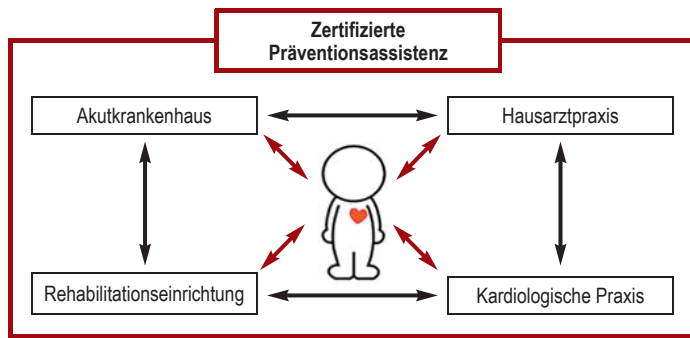 Zertifizierte
Präventionsassistenz
Akutkrankenhaus
Hausarztpraxis
Rehabilitationseinrichtung
Kardiologische Praxis